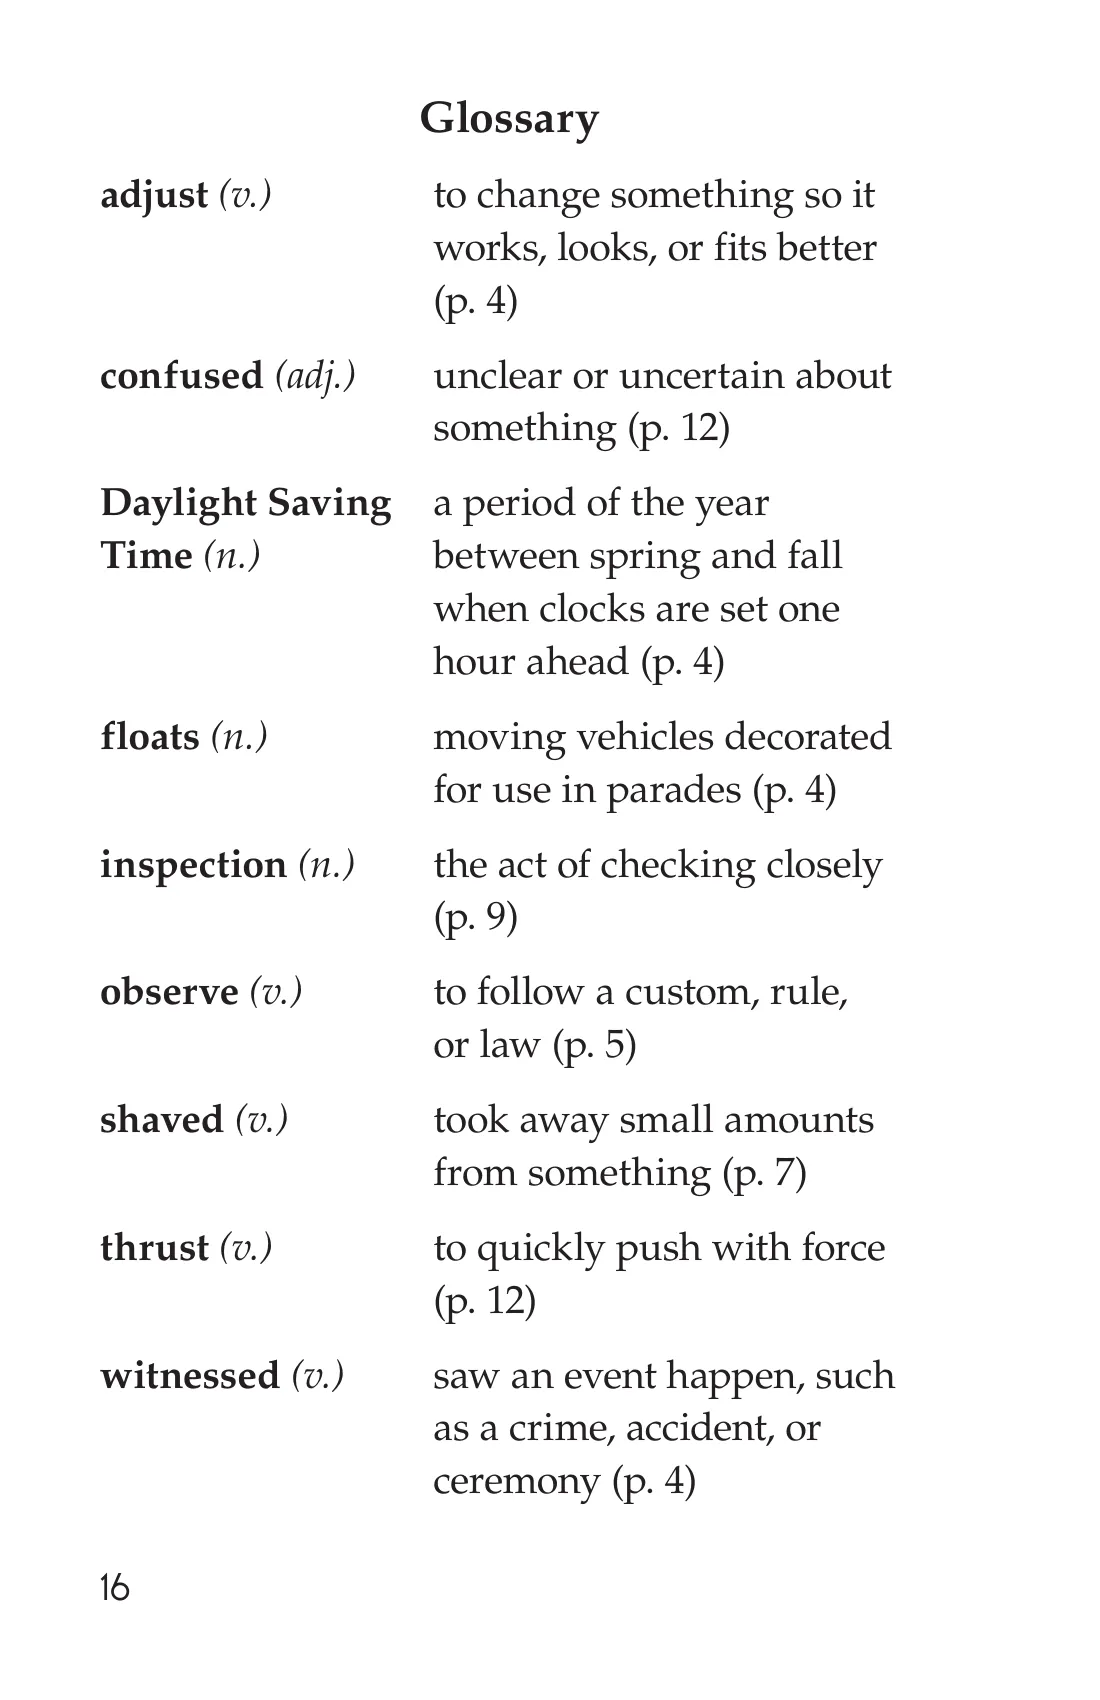 Glossary
adjust (v.) to change something so it
works, looks, or fits better
(p. 4)
confused (adj.) unclear or uncertain about
something (p. 12)
Daylight Saving a period of the year
Time (n.) between spring and fall
when clocks are set one
hour ahead (p. 4)
floats (n.) moving vehicles decorated
for use in parades (p. 4)
inspection (n.) the act of checking closely
(p. 9)
observe (v.) to follow a custom, rule,
or law (p. 5)
shaved (v.) took away small amounts
from something (p. 7)
thrust (v.) to quickly push with force
(p. 12)
witnessed (v.) saw an event happen, such
as a crime, accident, or
ceremony (p. 4)
16